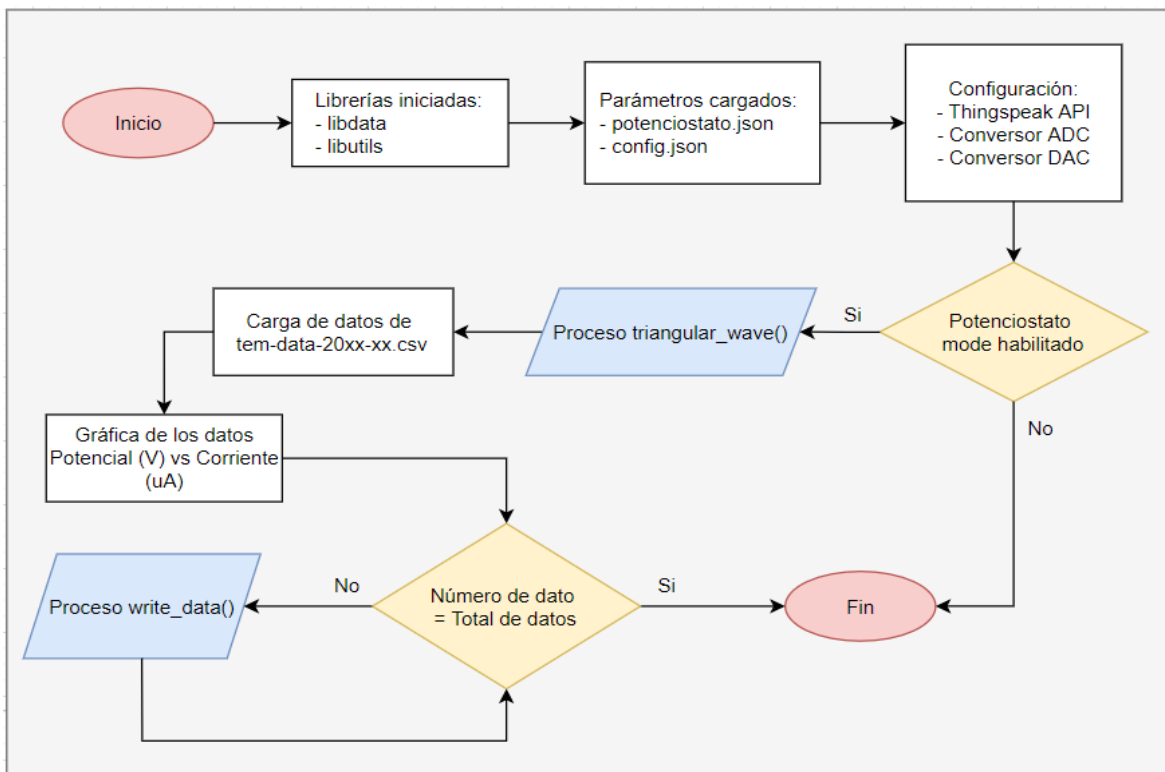 Inicio
Librerías iniciadas:
- libdata
- libutils
Parámetros cargados:
- potenciostato.json
- config.json
Configuración:
- Thingspeak API
- Conversor ADC
- Conversor DAC
Potenciostato
mode habilitado
Si
No
Proceso triangular_wave()
Carga de datos de
tem-data-20xx-xx.csv
Gráfica de los datos
Potencial (V) vs Corriente
(uA)
Número de dato
= Total de datos
No
Si
Proceso write_data()
Fin